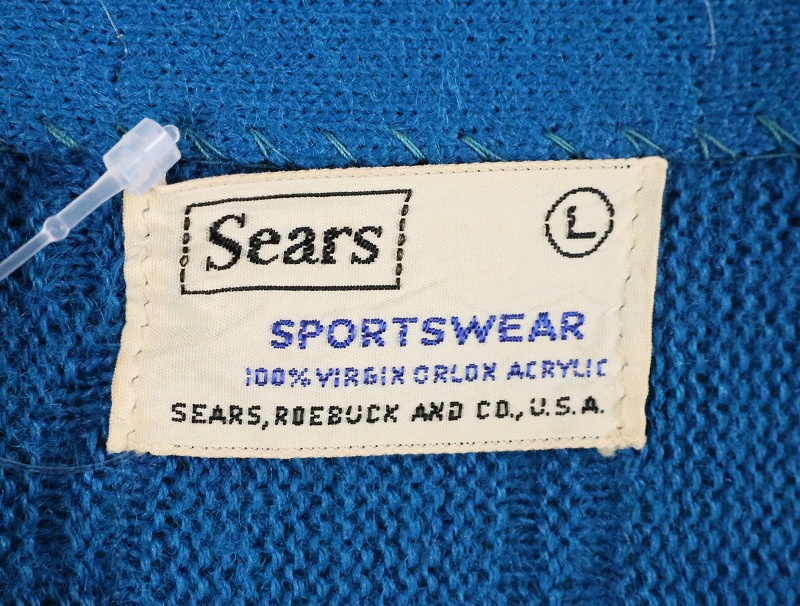 Sears
L
SPORTSWEAR
100% VIRGIN ORLON ACRYLIC
SEARS, ROEBUCK AND CO., U.S.A.